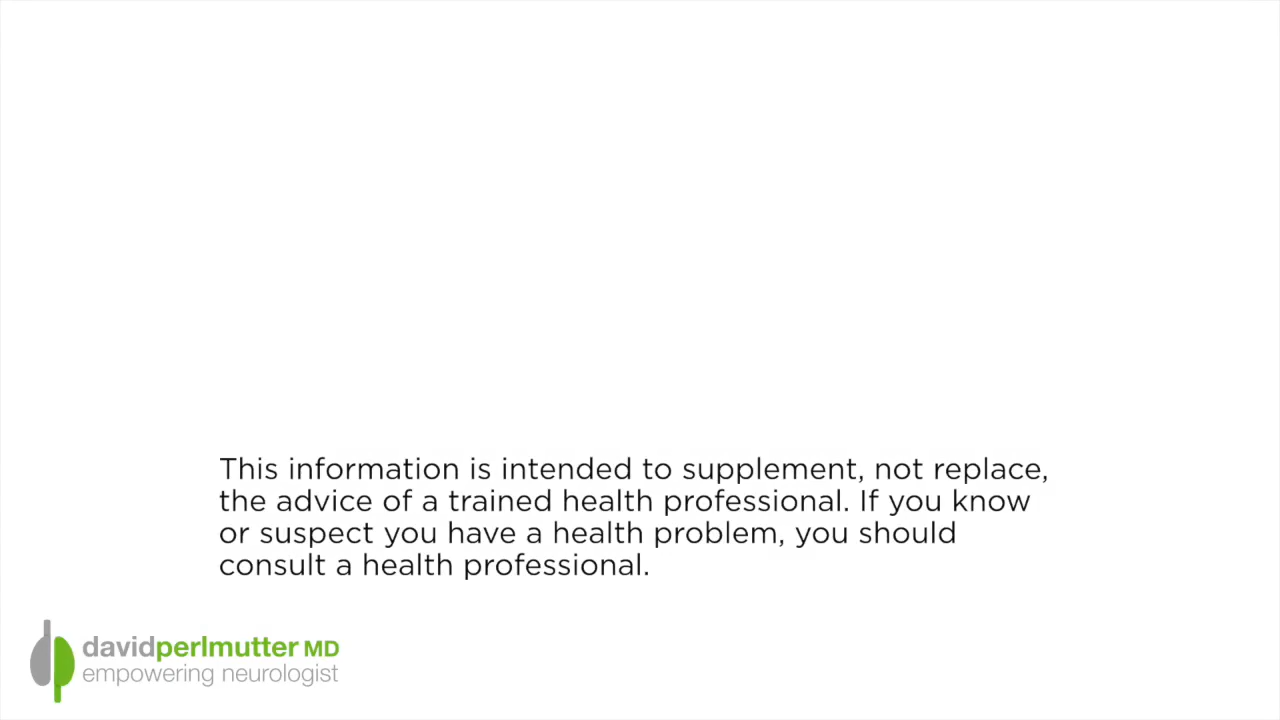 This information is intended to supplement, not replace,
the advice of a trained health professional. If you know
or suspect you have a health problem, you should
consult a health professional.
davidperlmutter MD
empowering neurologist